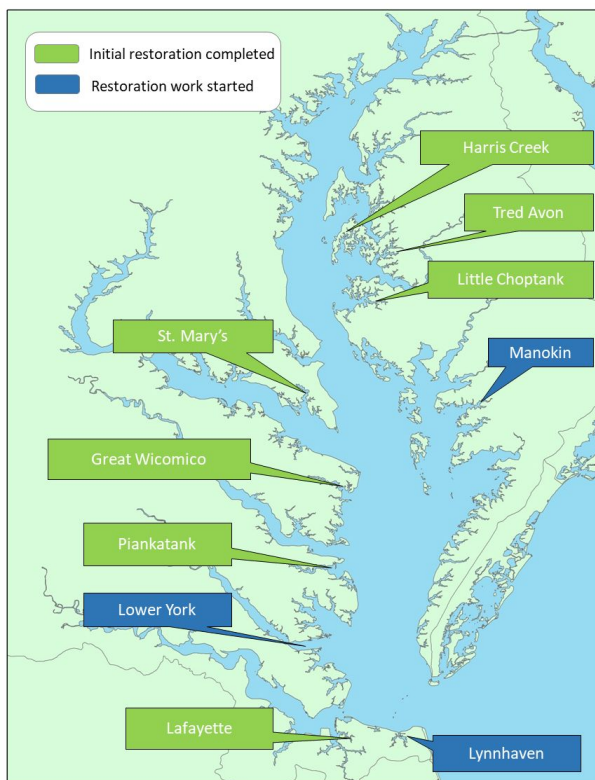 Initial restoration completed
Restoration work started
Harris Creek
Tred Avon
Little Choptank
St. Mary's
Manokin
Great Wicomico
Piankatank
Lower York
Lafayette
Lynnhaven